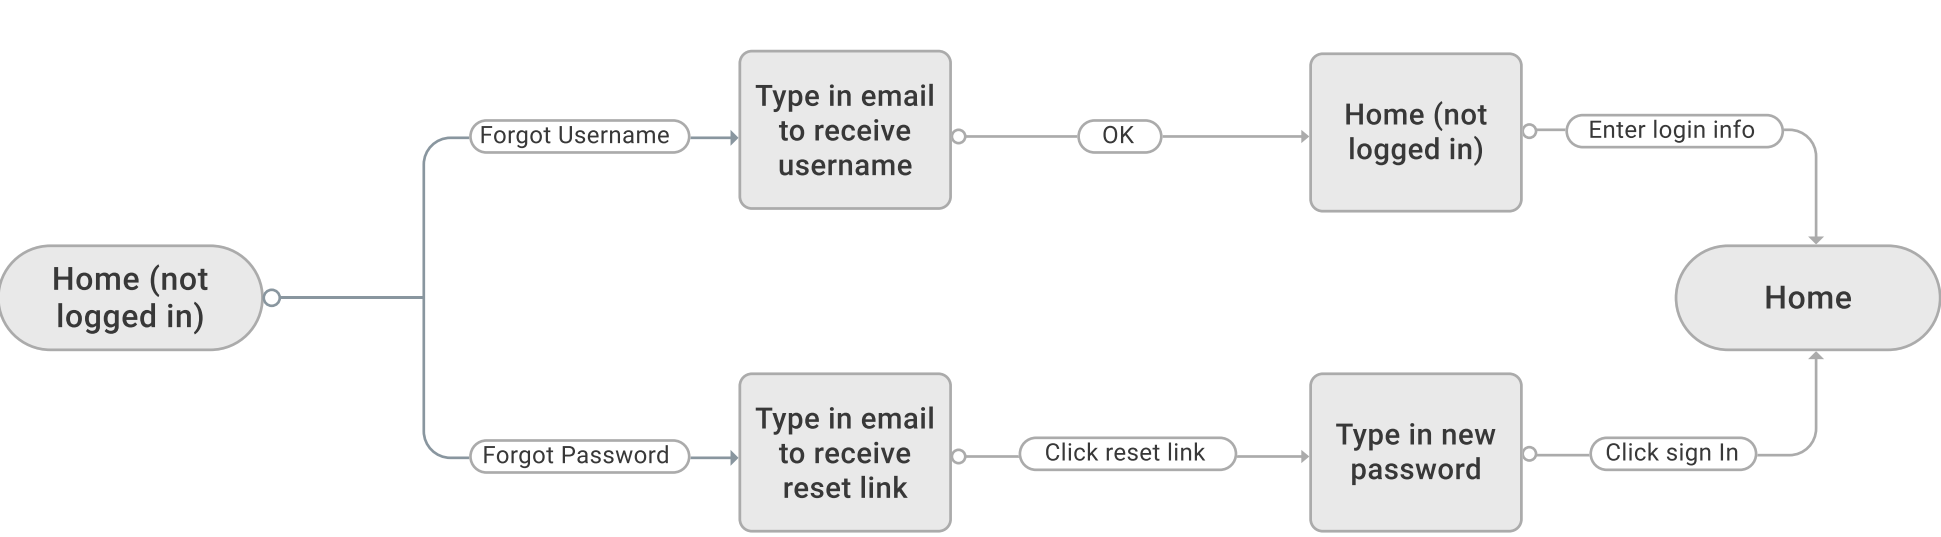 Home (not
logged in)
Forgot Username
Type in email
to receive
username
OK
Home (not
logged in)
Enter login info
Forgot Password
Type in email
to receive
reset link
Click reset link
Type in new
password
Click sign In
Home